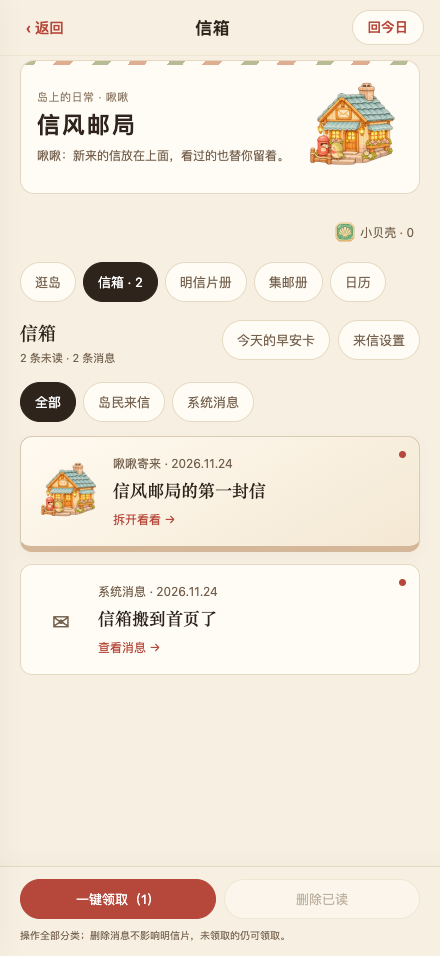 ‹ 返回
信箱
回今日
岛上的日常 · 啾啾
信风邮局
啾啾：新来的信放在上面，看过的也替你留着。
小贝壳 · 0
逛岛
信箱 · 2
明信片册
集邮册
日历
信箱
2 条未读 · 2 条消息
今天的早安卡
来信设置
全部
岛民来信
系统消息
啾啾寄来 · 2026.11.24
信风邮局的第一封信
拆开看看 →
系统消息 · 2026.11.24
信箱搬到首页了
查看消息 →
一键领取（1）
删除已读
操作全部分类；删除消息不影响明信片，未领取的仍可领取。